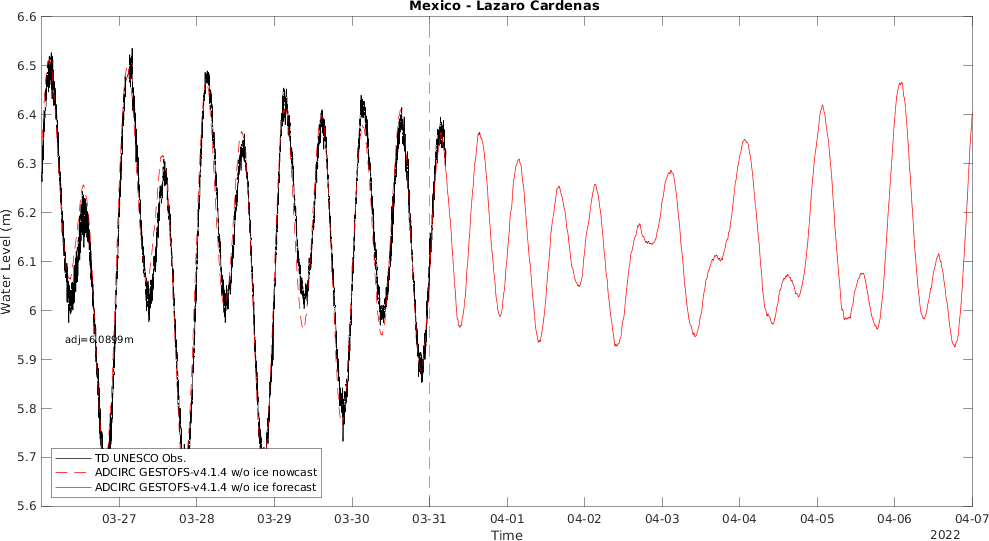 Mexico - Lazaro Cardenas
6.6
6.5
6.4
6.3
6.2
6.1
6
5.9
5.8
5.7
5.6
Water Level (m)
adj=6.0899m
TD UNESCO Obs.
ADCIRC GESTOFS-v4.1.4 w/o ice nowcast
ADCIRC GESTOFS-v4.1.4 w/o ice forecast
03-27 03-28 03-29 03-30 03-31 04-01 04-02 04-03 04-04 04-05 04-06 04-07
Time
2022